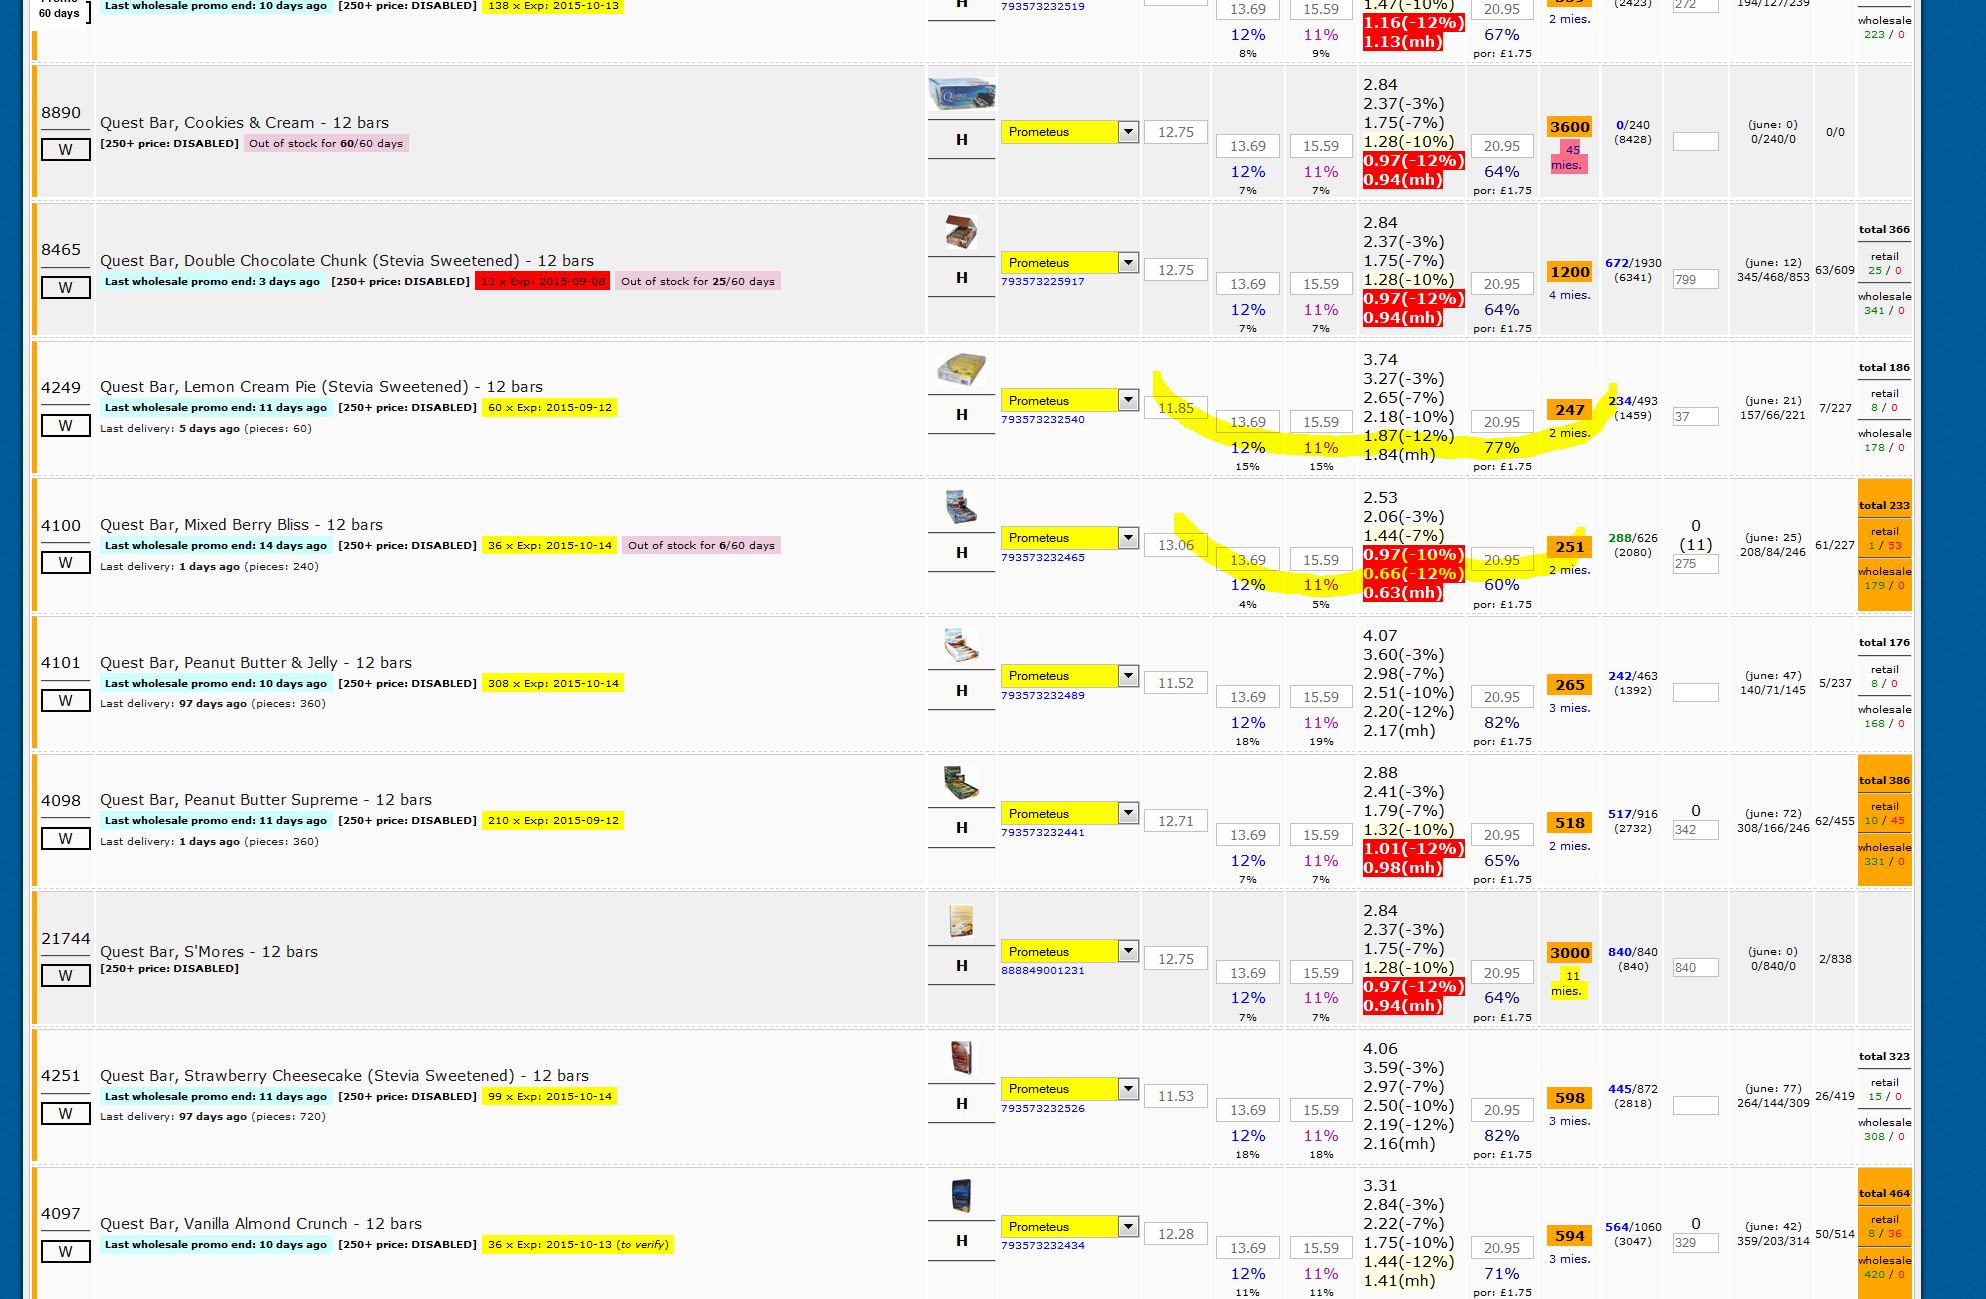 60 days
Last wholesale promo end: 10 days ago [250+ price: DISABLED] 138 x Exp: 2015-10-13
H
793573232519
13.69
12%
8%
15.59
11%
9%
1.47(-10%)
1.16(-12%)
1.13(mh)
20.95
67%
por: £1.75
2 mies.
(2423)
272
194/127/239
wholesale
223 / 0
8890
W
Quest Bar, Cookies & Cream - 12 bars
[250+ price: DISABLED] Out of stock for 60/60 days
H
Prometeus
12.75
13.69
12%
7%
15.59
11%
7%
2.84
2.37(-3%)
1.75(-7%)
1.28(-10%)
0.97(-12%)
0.94(mh)
20.95
64%
por: £1.75
3600
45
mies.
0/240
(8428)
(june: 0)
0/240/0
0/0
8465
W
Quest Bar, Double Chocolate Chunk (Stevia Sweetened) - 12 bars
Last wholesale promo end: 3 days ago [250+ price: DISABLED] 12 x Exp: 2015-09-08 Out of stock for 25/60 days
H
Prometeus
793573225917
12.75
13.69
12%
7%
15.59
11%
7%
2.84
2.37(-3%)
1.75(-7%)
1.28(-10%)
0.97(-12%)
0.94(mh)
20.95
64%
por: £1.75
1200
4 mies.
672/1930
(6341)
799
(june: 12)
345/468/853
63/609
total 366
retail
25 / 0
wholesale
341 / 0
4249
W
Quest Bar, Lemon Cream Pie (Stevia Sweetened) - 12 bars
Last wholesale promo end: 11 days ago [250+ price: DISABLED] 60 x Exp: 2015-09-12
Last delivery: 5 days ago (pieces: 60)
H
Prometeus
793573232540
11.85
13.69
12%
15%
15.59
11%
15%
3.74
3.27(-3%)
2.65(-7%)
2.18(-10%)
1.87(-12%)
1.84(mh)
20.95
77%
por: £1.75
247
2 mies.
234/493
(1459)
37
(june: 21)
157/66/221
7/227
total 186
retail
8 / 0
wholesale
178 / 0
4100
W
Quest Bar, Mixed Berry Bliss - 12 bars
Last wholesale promo end: 14 days ago [250+ price: DISABLED] 36 x Exp: 2015-10-14 Out of stock for 6/60 days
Last delivery: 1 days ago (pieces: 240)
H
Prometeus
793573232465
13.06
13.69
12%
4%
15.59
11%
5%
2.53
2.06(-3%)
1.44(-7%)
0.97(-10%)
0.66(-12%)
0.63(mh)
20.95
60%
por: £1.75
251
2 mies.
288/626
(2080)
0
(11)
275
(june: 25)
208/84/246
61/227
total 233
retail
1 / 53
wholesale
179 / 0
4101
W
Quest Bar, Peanut Butter & Jelly - 12 bars
Last wholesale promo end: 10 days ago [250+ price: DISABLED] 308 x Exp: 2015-10-14
Last delivery: 97 days ago (pieces: 360)
H
Prometeus
793573232489
11.52
13.69
12%
18%
15.59
11%
19%
4.07
3.60(-3%)
2.98(-7%)
2.51(-10%)
2.20(-12%)
2.17(mh)
20.95
82%
por: £1.75
265
3 mies.
242/463
(1392)
(june: 47)
140/71/145
5/237
total 176
retail
8 / 0
wholesale
168 / 0
4098
W
Quest Bar, Peanut Butter Supreme - 12 bars
Last wholesale promo end: 11 days ago [250+ price: DISABLED] 210 x Exp: 2015-09-12
Last delivery: 1 days ago (pieces: 360)
H
Prometeus
793573232441
12.71
13.69
12%
7%
15.59
11%
7%
2.88
2.41(-3%)
1.79(-7%)
1.32(-10%)
1.01(-12%)
0.98(mh)
20.95
65%
por: £1.75
518
2 mies.
517/916
(2732)
0
342
(june: 72)
308/166/246
62/455
total 386
retail
10 / 45
wholesale
331 / 0
21744
W
Quest Bar, S'Mores - 12 bars
[250+ price: DISABLED]
H
Prometeus
888849001231
12.75
13.69
12%
7%
15.59
11%
7%
2.84
2.37(-3%)
1.75(-7%)
1.28(-10%)
0.97(-12%)
0.94(mh)
20.95
64%
por: £1.75
3000
11
mies.
840/840
(840)
840
(june: 0)
0/840/0
2/838
4251
W
Quest Bar, Strawberry Cheesecake (Stevia Sweetened) - 12 bars
Last wholesale promo end: 11 days ago [250+ price: DISABLED] 99 x Exp: 2015-10-14
Last delivery: 97 days ago (pieces: 720)
H
Prometeus
793573232526
11.53
13.69
12%
18%
15.59
11%
18%
4.06
3.59(-3%)
2.97(-7%)
2.50(-10%)
2.19(-12%)
2.16(mh)
20.95
82%
por: £1.75
598
3 mies.
445/872
(2818)
(june: 77)
264/144/309
26/419
total 323
retail
15 / 0
wholesale
308 / 0
4097
W
Quest Bar, Vanilla Almond Crunch - 12 bars
Last wholesale promo end: 10 days ago [250+ price: DISABLED] 36 x Exp: 2015-10-13 (to verify)
H
Prometeus
793573232434
12.28
13.69
12%
11%
15.59
11%
11%
3.31
2.84(-3%)
2.22(-7%)
1.75(-10%)
1.44(-12%)
1.41(mh)
20.95
71%
por: £1.75
594
3 mies.
564/1060
(3047)
0
329
(june: 42)
359/203/314
50/514
total 464
retail
8 / 36
wholesale
420 / 0